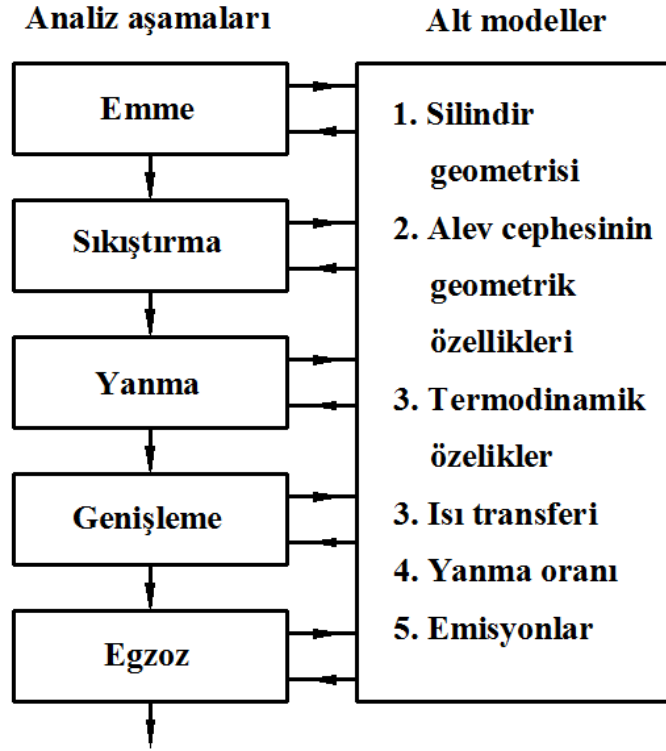 Analiz aşamaları
Emme
Sıkıştırma
Yanma
Genişleme
Egzoz
Alt modeller
1. Silindir
geometrisi
2. Alev cephesinin
geometrik
özellikleri
3. Termodinamik
özelikler
3. Isı transferi
4. Yanma oranı
5. Emisyonlar